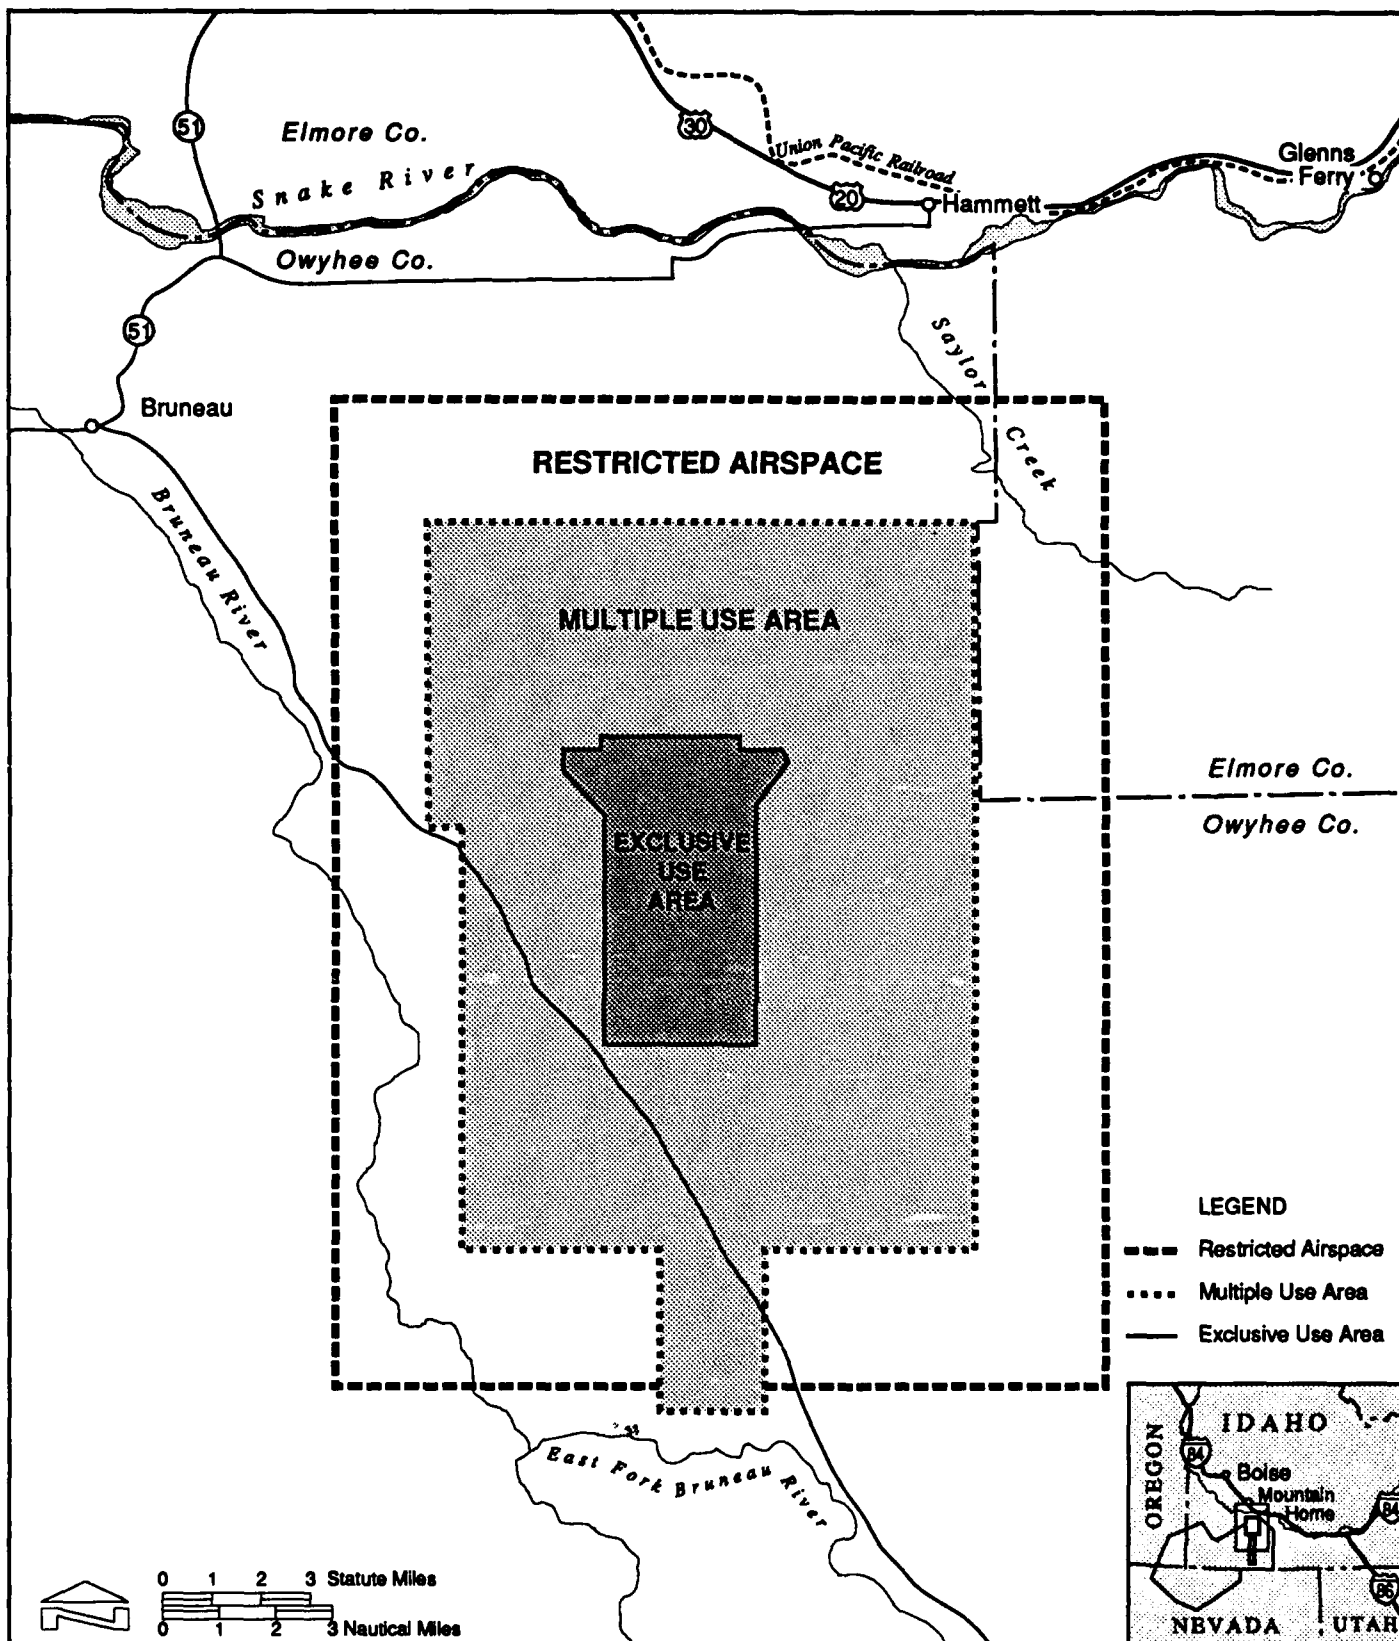 51
Elmore Co.
30
Union Pacific Railroad
Glenns
Ferry
Snake River
20
Hammett
Owyhee Co.
51
Saylor Creek
Bruneau
RESTRICTED AIRSPACE
Bruneau River
MULTIPLE USE AREA
Elmore Co.
Owyhee Co.
EXCLUSIVE
USE
AREA
LEGEND
Restricted Airspace
Multiple Use Area
Exclusive Use Area
East Fork Bruneau River
IDAHO
OREGON
84
Boise
Mountain
Home
84
86
NEVADA
UTAH
0 1 2 3 Statute Miles
0 1 2 3 Nautical Miles
N